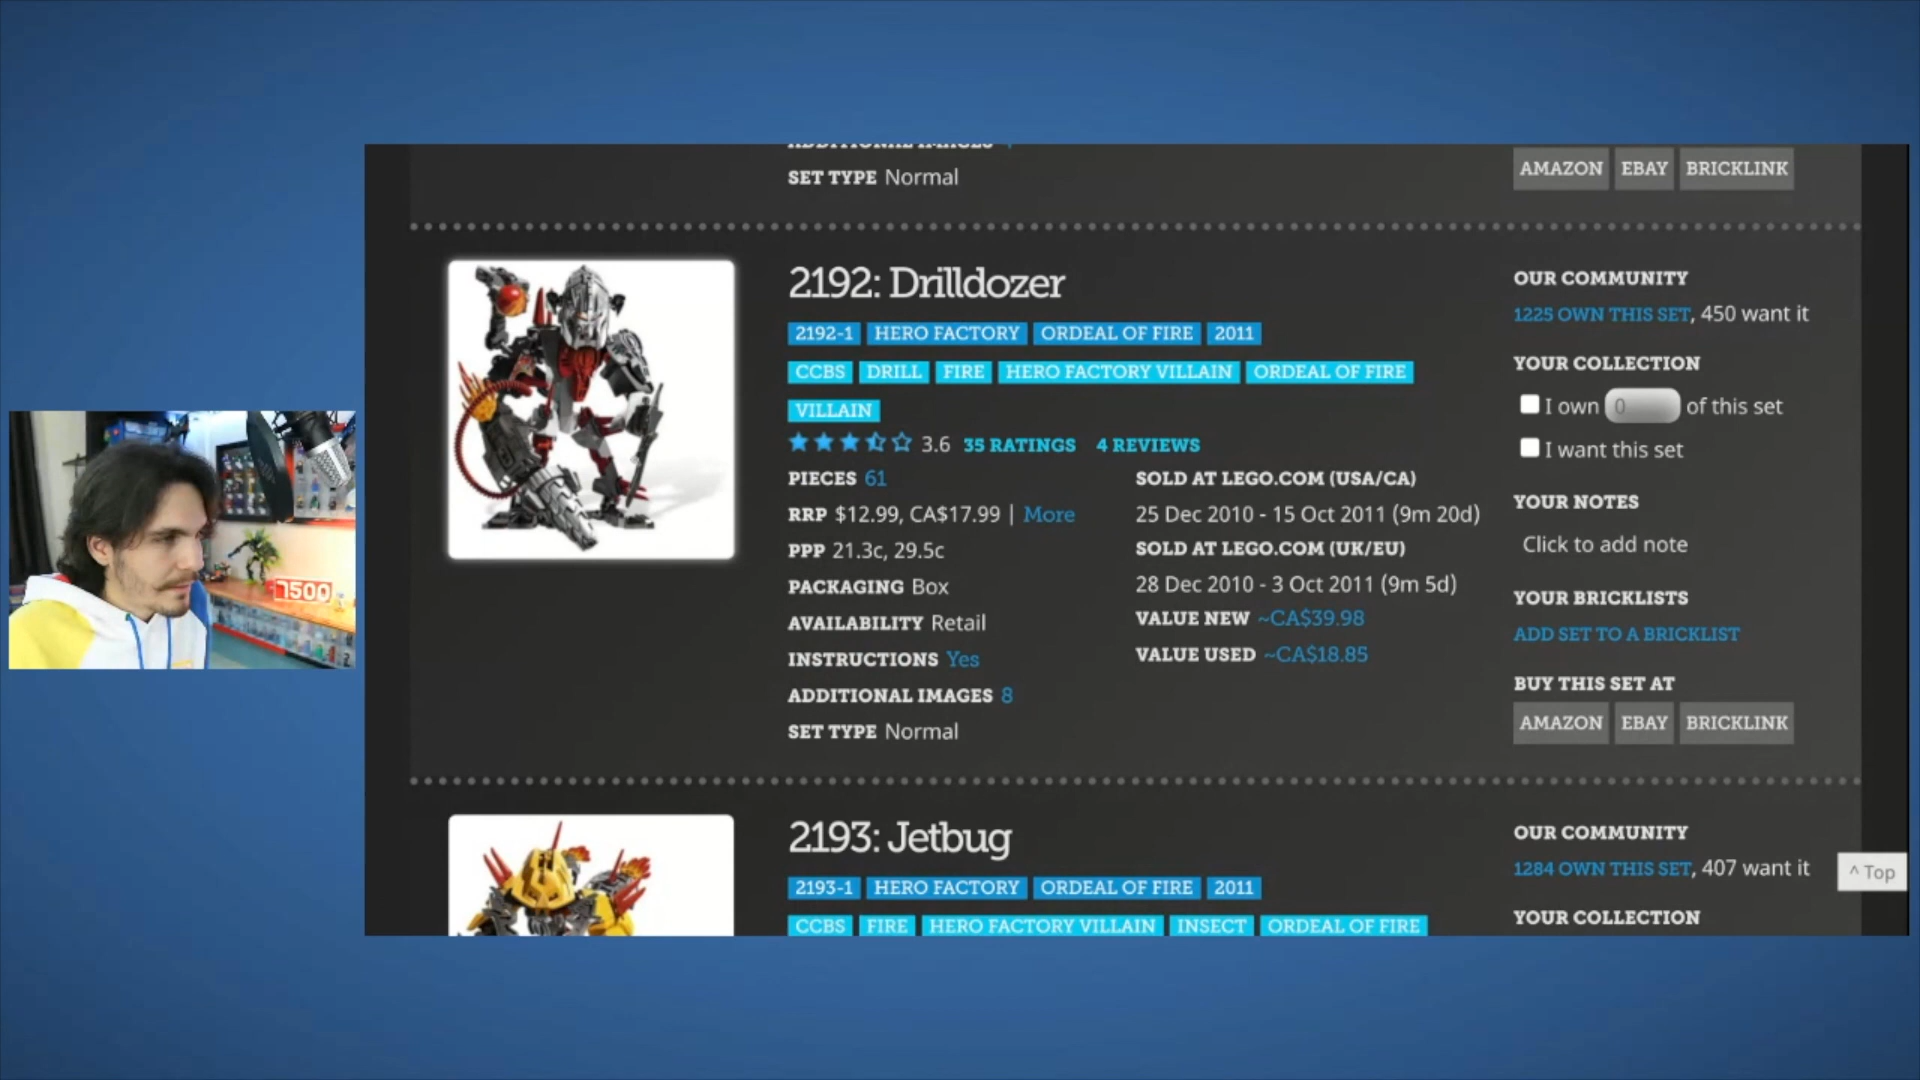 SET TYPE Normal
AMAZON EBAY BRICKLINK
2192: Drilldozer
2192-1 HERO FACTORY ORDEAL OF FIRE 2011
CCBS DRILL FIRE HERO FACTORY VILLAIN ORDEAL OF FIRE
VILLAIN
3.6 35 RATINGS 4 REVIEWS
PIECES 61
RRP $12.99, CA$17.99 | More
PPP 21.3c, 29.5c
PACKAGING Box
AVAILABILITY Retail
INSTRUCTIONS Yes
ADDITIONAL IMAGES 8
SET TYPE Normal
SOLD AT LEGO.COM (USA/CA)
25 Dec 2010 - 15 Oct 2011 (9m 20d)
SOLD AT LEGO.COM (UK/EU)
28 Dec 2010 - 3 Oct 2011 (9m 5d)
VALUE NEW ~CA$39.98
VALUE USED ~CA$18.85
OUR COMMUNITY
1225 OWN THIS SET, 450 want it
YOUR COLLECTION
I own 0 of this set
I want this set
YOUR NOTES
Click to add note
YOUR BRICKLISTS
ADD SET TO A BRICKLIST
BUY THIS SET AT
AMAZON EBAY BRICKLINK
7500
2193: Jetbug
2193-1 HERO FACTORY ORDEAL OF FIRE 2011
CCBS FIRE HERO FACTORY VILLAIN INSECT ORDEAL OF FIRE
OUR COMMUNITY
1284 OWN THIS SET, 407 want it
YOUR COLLECTION
^ Top